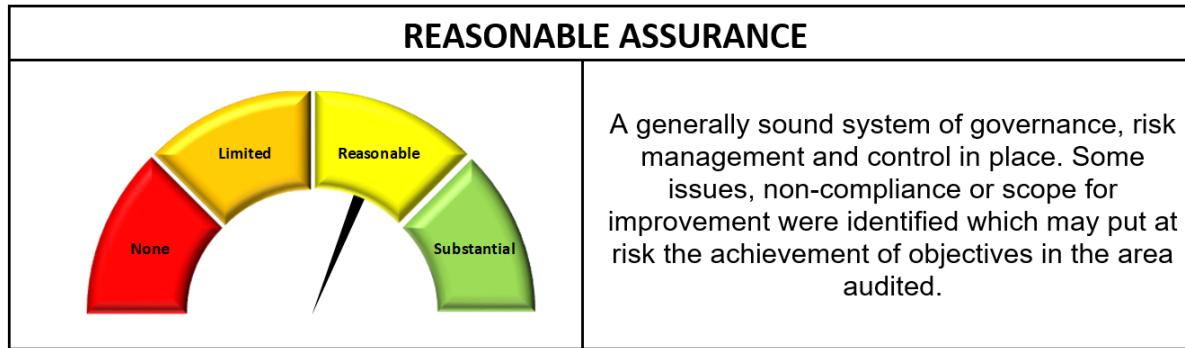 REASONABLE ASSURANCE
Limited
Reasonable
None
Substantial
A generally sound system of governance, risk
management and control in place. Some
issues, non-compliance or scope for
improvement were identified which may put at
risk the achievement of objectives in the area
audited.